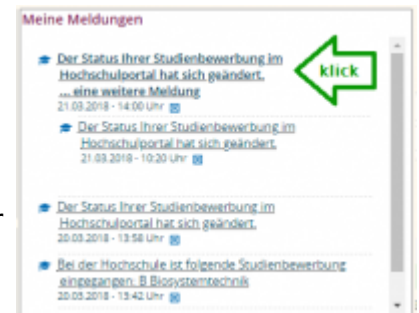 Meine Meldungen
Der Status Ihrer Studienbewerbung im
Hochschulportal hat sich geändert.
... eine weitere Meldung
21.03.2018 - 14:00 Uhr
klick
Der Status Ihrer Studienbewerbung im
Hochschulportal hat sich geändert.
21.03.2018 - 10:20 Uhr
Der Status Ihrer Studienbewerbung im
Hochschulportal hat sich geändert.
20.03.2018 - 13:58 Uhr
Bei der Hochschule ist folgende Studienbewerbung
eingegangen: B Biosystemtechnik
20.03.2018 - 13:42 Uhr